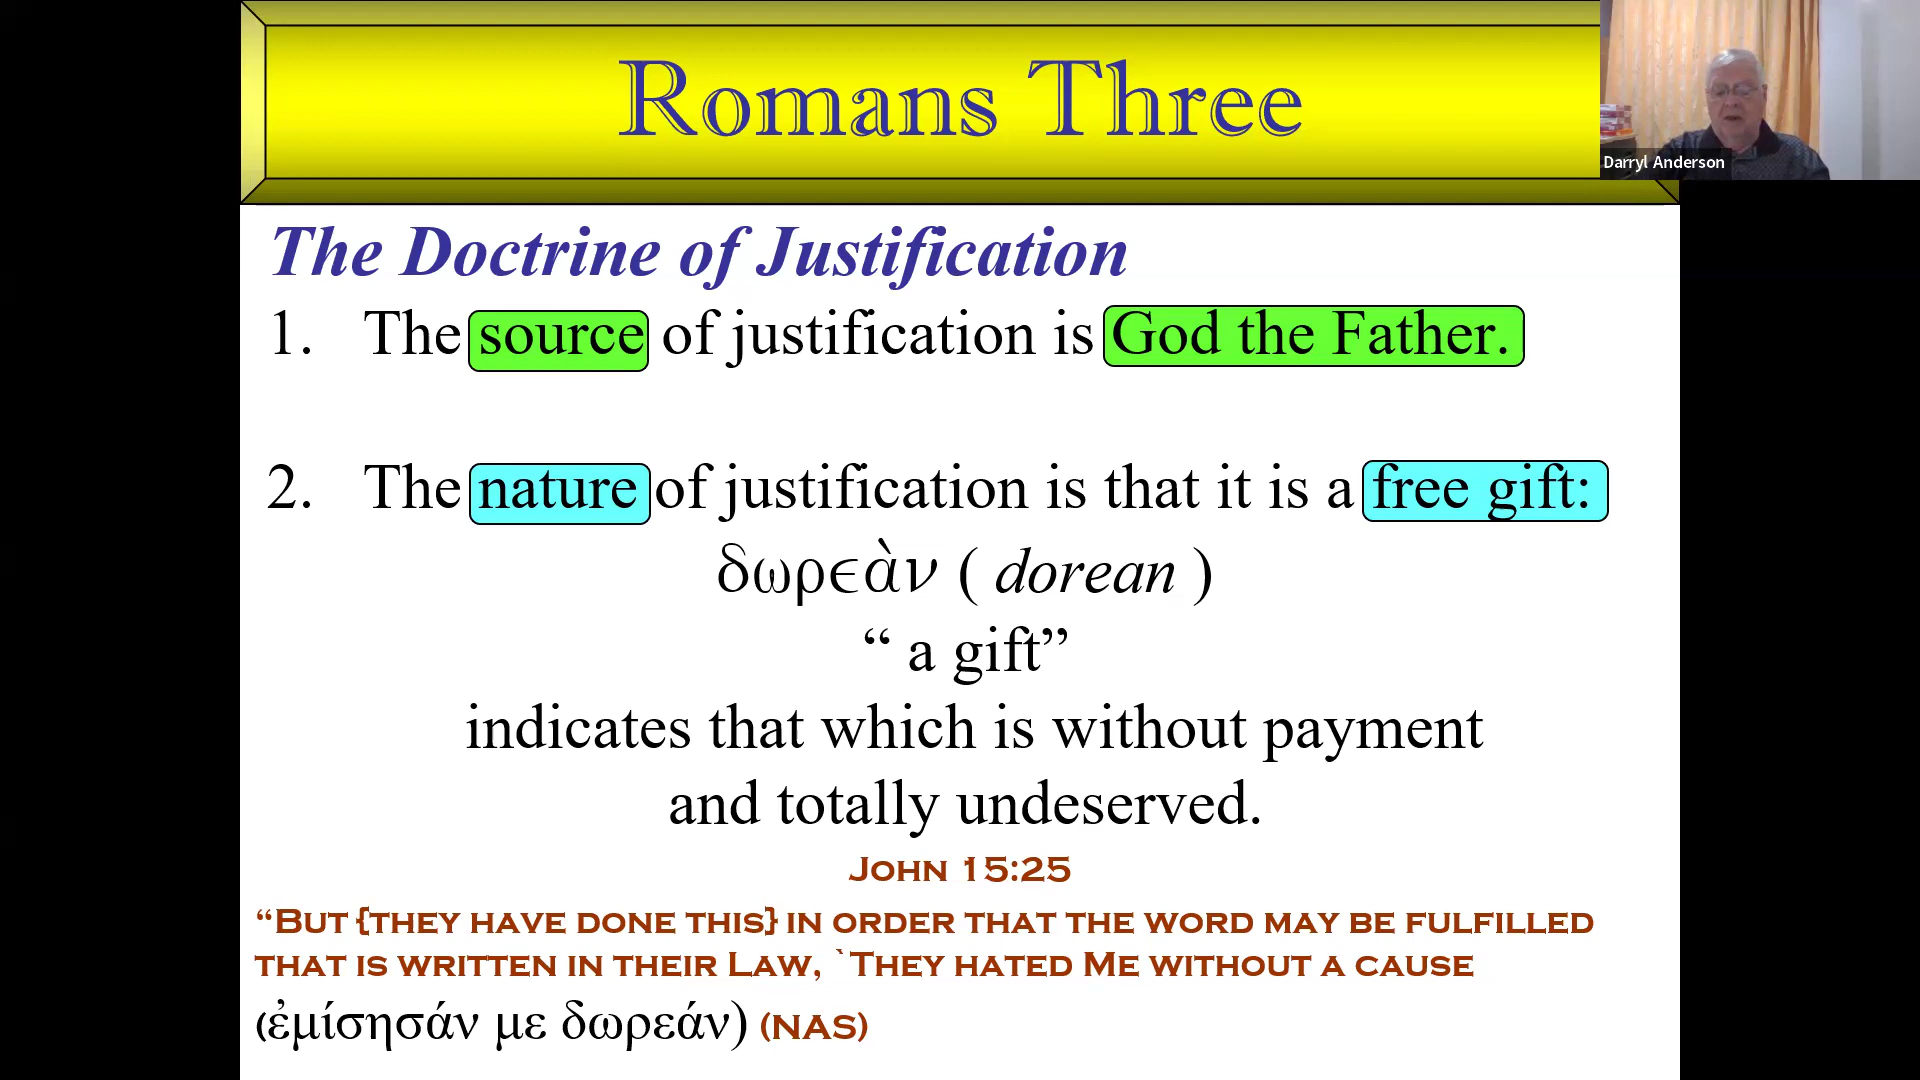 Romans Three
Darryl Anderson
The Doctrine of Justification
1. The source of justification is God the Father.
2. The nature of justification is that it is a free gift:
δωρεὰν ( dorean )
“ a gift”
indicates that which is without payment
and totally undeserved.
John 15:25
“But {they have done this} in order that the word may be fulfilled
that is written in their Law, `They hated Me without a cause
(ἐμίσησάν με δωρεάν) (NAS)